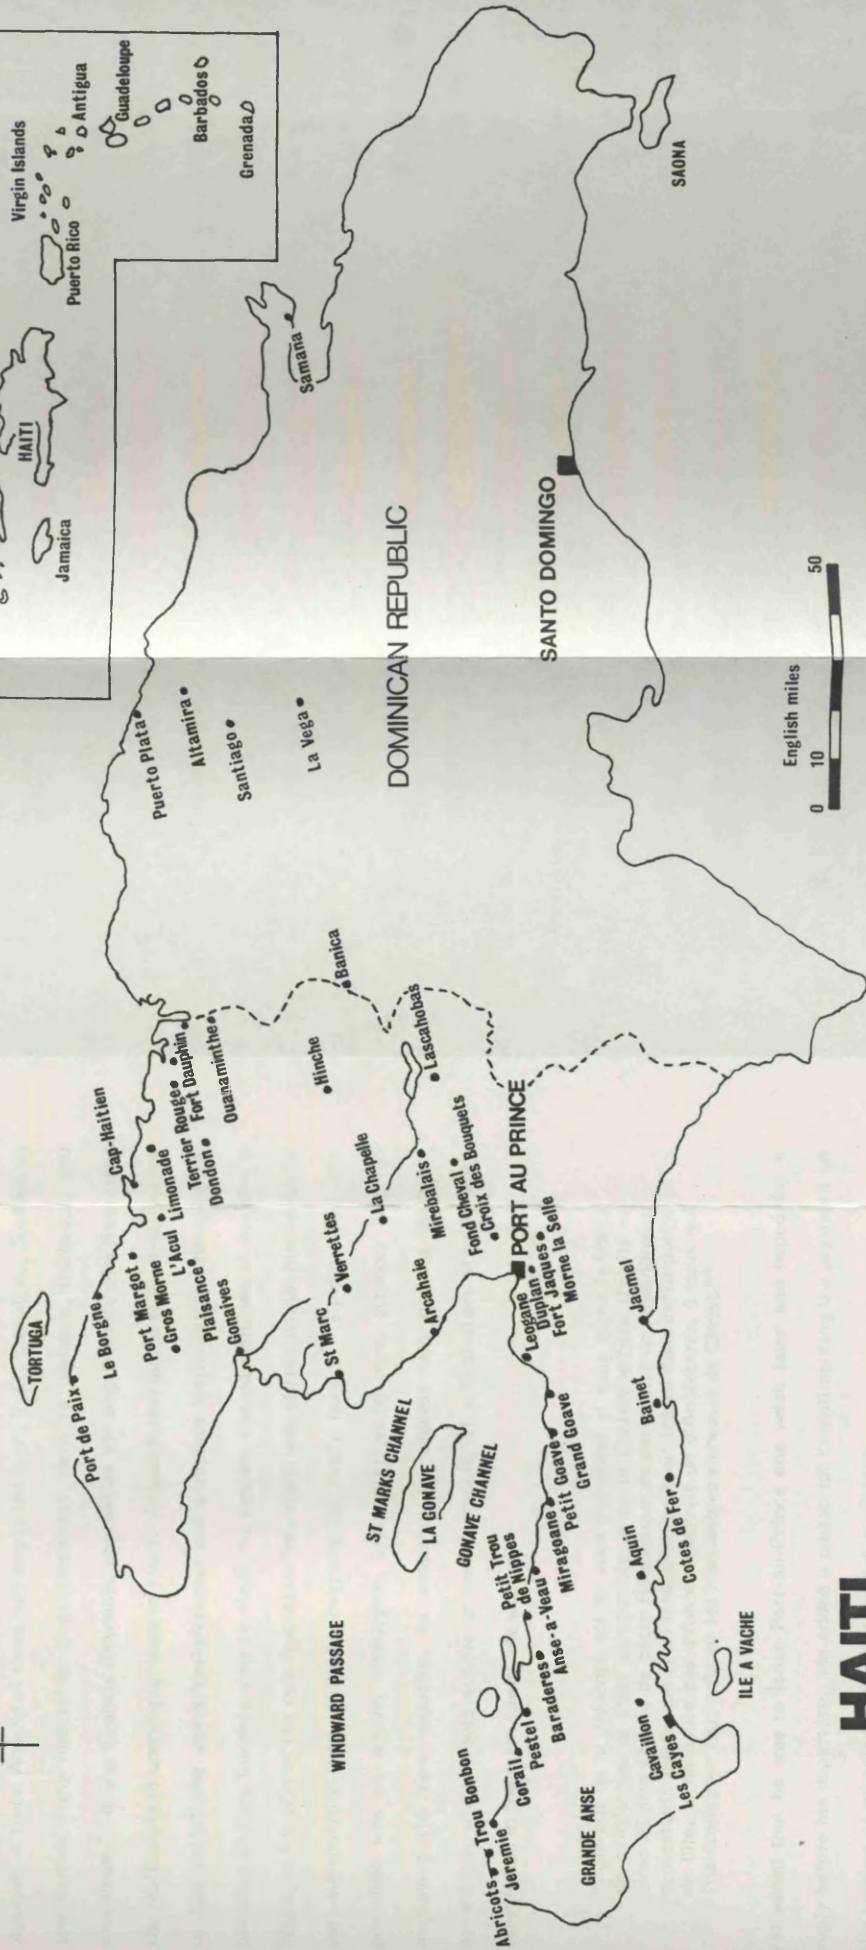 Virgin Islands
Puerto Rico
Antigua
Guadeloupe
Barbados
Grenada
HAITI
Jamaica
TORTUGA
Port de Paix
Le Borgne
Cap-Haitien
Port Margot
Gros Morne
L'Acul
Limonade
Terrier Rouge
Fort Dauphin
Dondon
Ouanaminthe
Plaisance
Gonaives
Puerto Plata
Altamira
Santiago
La Vega
Samana
Hinche
Banica
St Marc
Verrettes
La Chapelle
Lascahobas
Mirebalais
Arcahaie
Fond Cheval
Croix des Bouquets
DOMINICAN REPUBLIC
WINDWARD PASSAGE
ST MARKS CHANNEL
LA GONAVE
GONAVE CHANNEL
PORT AU PRINCE
Leogane
Duplan
Fort Jaques
Morne la Selle
Abricots
Trou Bonbon
Jeremie
Corail
Pestel
Baraderes
Petit Trou
de Nippes
Anse-a-Veau
Miragoane
Petit Goave
Grand Goave
SANTO DOMINGO
SAONA
GRANDE ANSE
Cavaillon
Les Cayes
Aquin
Cotes de Fer
Bainet
Jacmel
ILE A VACHE
English miles
0 10 50
HAITI